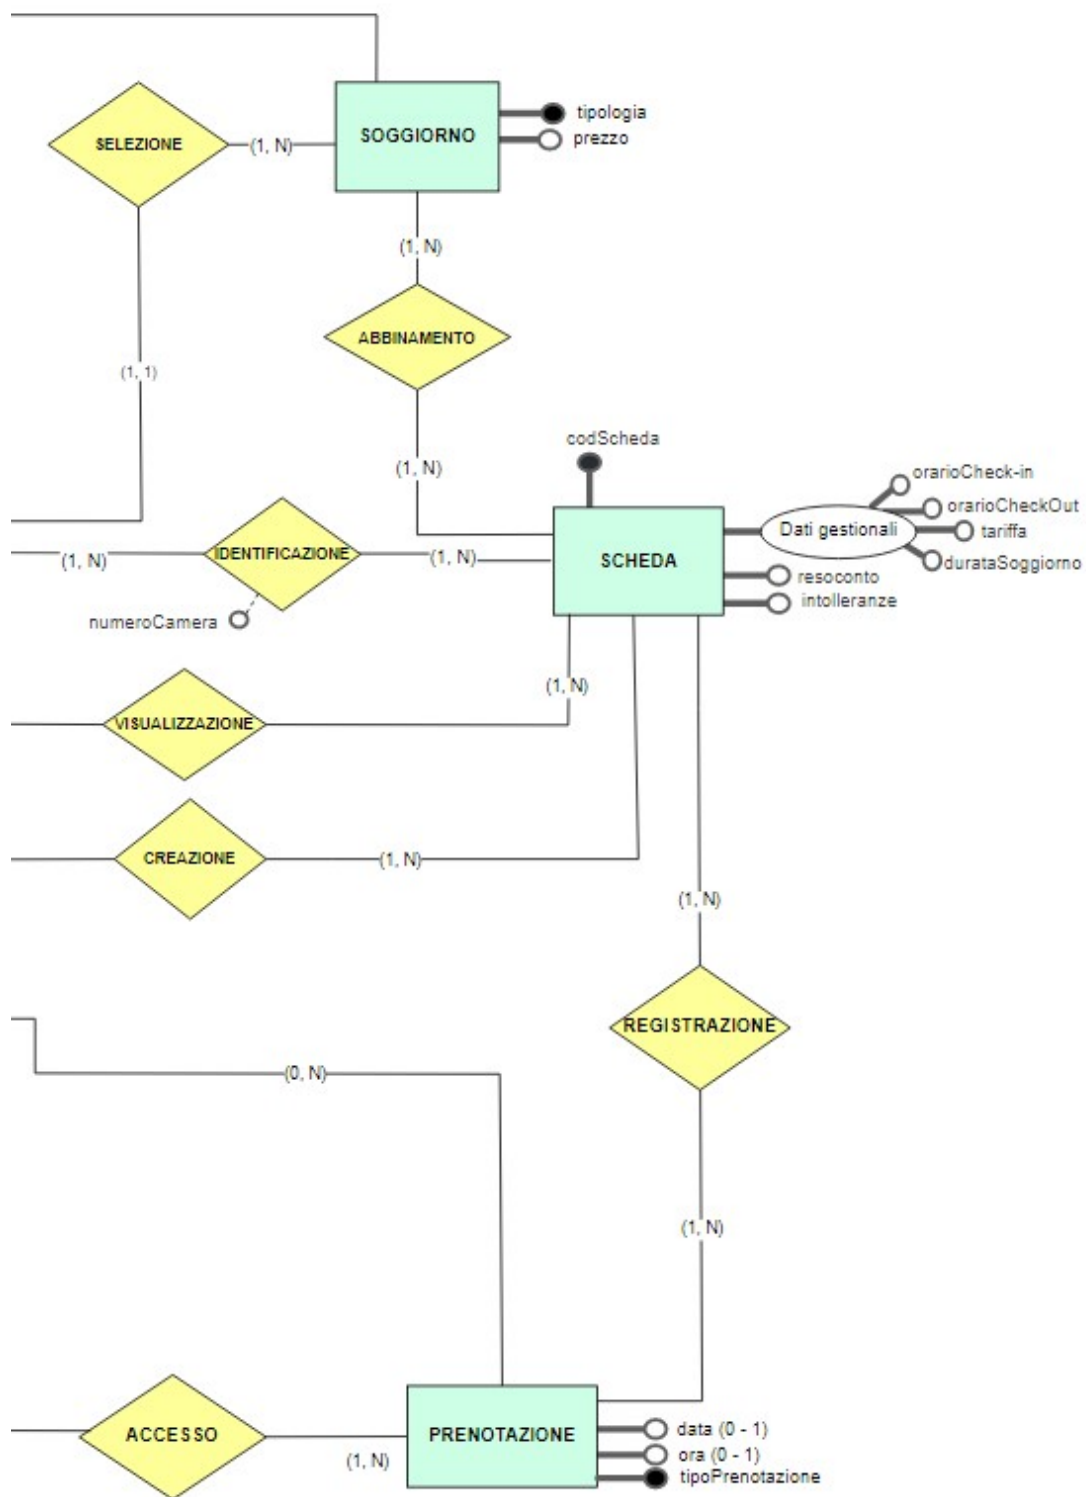 tipologia
SOGGIORNO
SELEZIONE
(1, N)
prezzo
(1, N)
ABBINAMENTO
(1, 1)
codScheda
(1, N)
orarioCheck-in
orarioCheckOut
Dati gestionali
tariffa
IDENTIFICAZIONE
(1, N)
(1, N)
SCHEDA
durataSoggiorno
resoconto
intolleranze
numeroCamera
(1, N)
VISUALIZZAZIONE
CREAZIONE
(1, N)
(1, N)
REGISTRAZIONE
(0, N)
(1, N)
data (0 - 1)
ACCESSO
PRENOTAZIONE
ora (0 - 1)
(1, N)
tipoPrenotazione